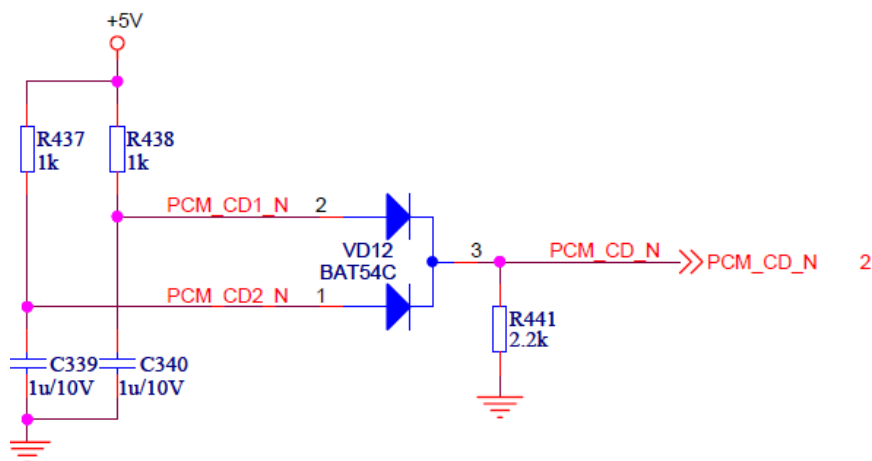 +5V
R437
1k
R438
1k
PCM_CD1_N 2
VD12
BAT54C
3 PCM_CD_N
PCM_CD_N 2
PCM_CD2_N 1
R441
2.2k
C339
1u/10V
C340
1u/10V